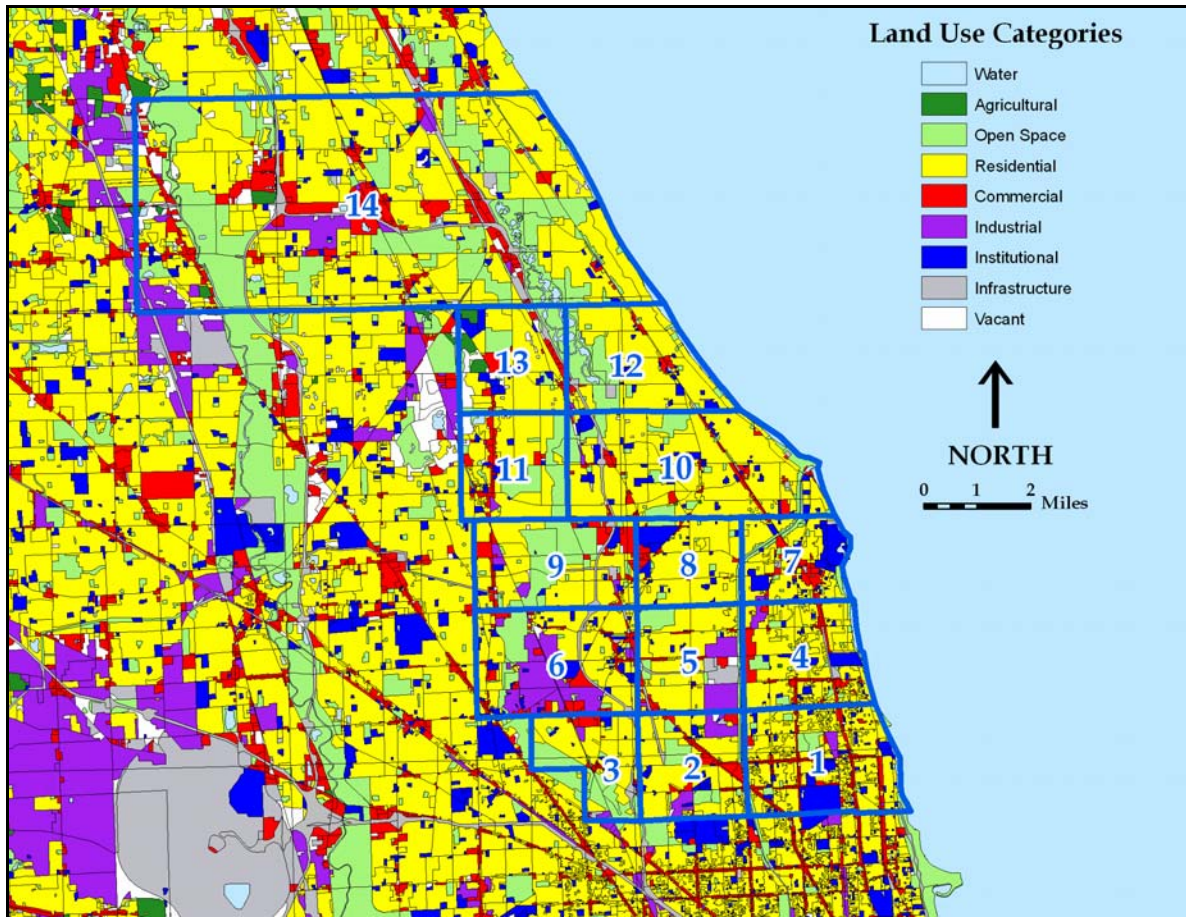 Land Use Categories
Water
Agricultural
Open Space
Residential
Commercial
Industrial
Institutional
Infrastructure
Vacant
NORTH
0 1 2 Miles
14
13 12
11 10
9 8 7
6 5 4
3 2 1